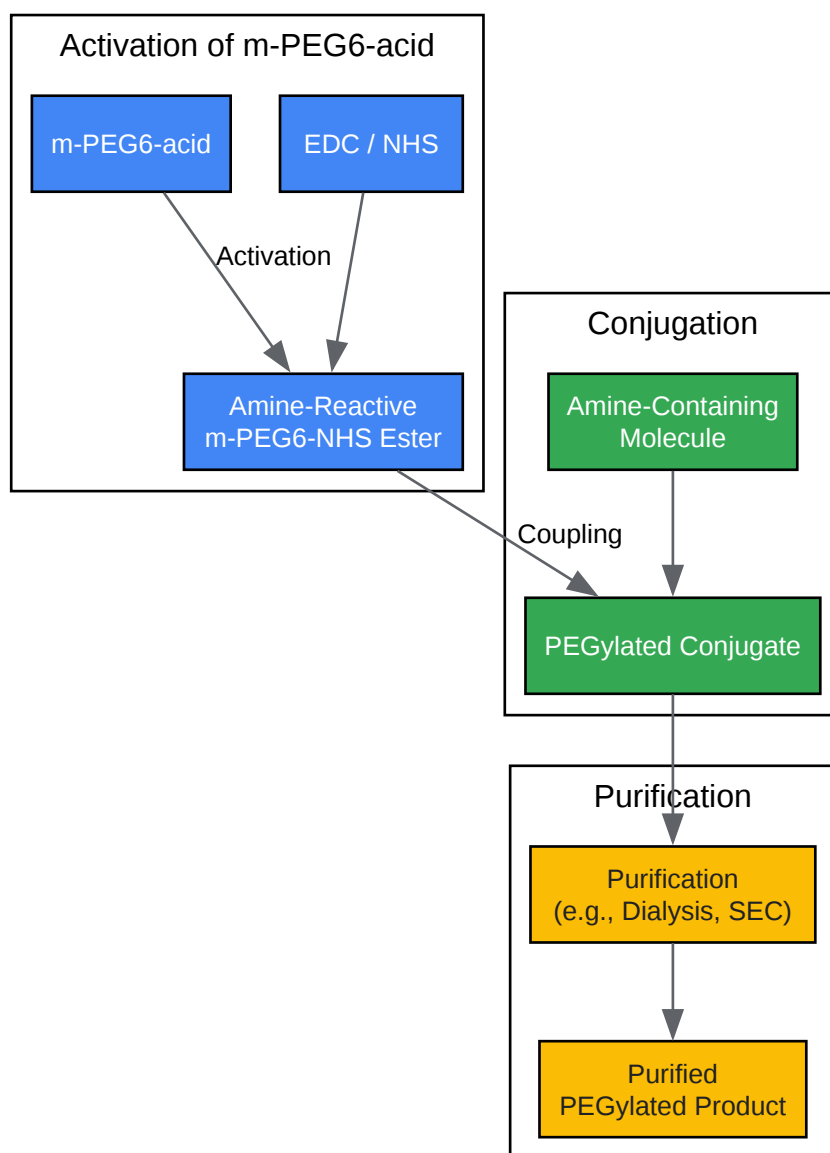 Activation of m-PEG6-acid
m-PEG6-acid
EDC / NHS
Activation
Amine-Reactive
m-PEG6-NHS Ester
Conjugation
Amine-Containing
Molecule
Coupling
PEGylated Conjugate
Purification
Purification
(e.g., Dialysis, SEC)
Purified
PEGylated Product